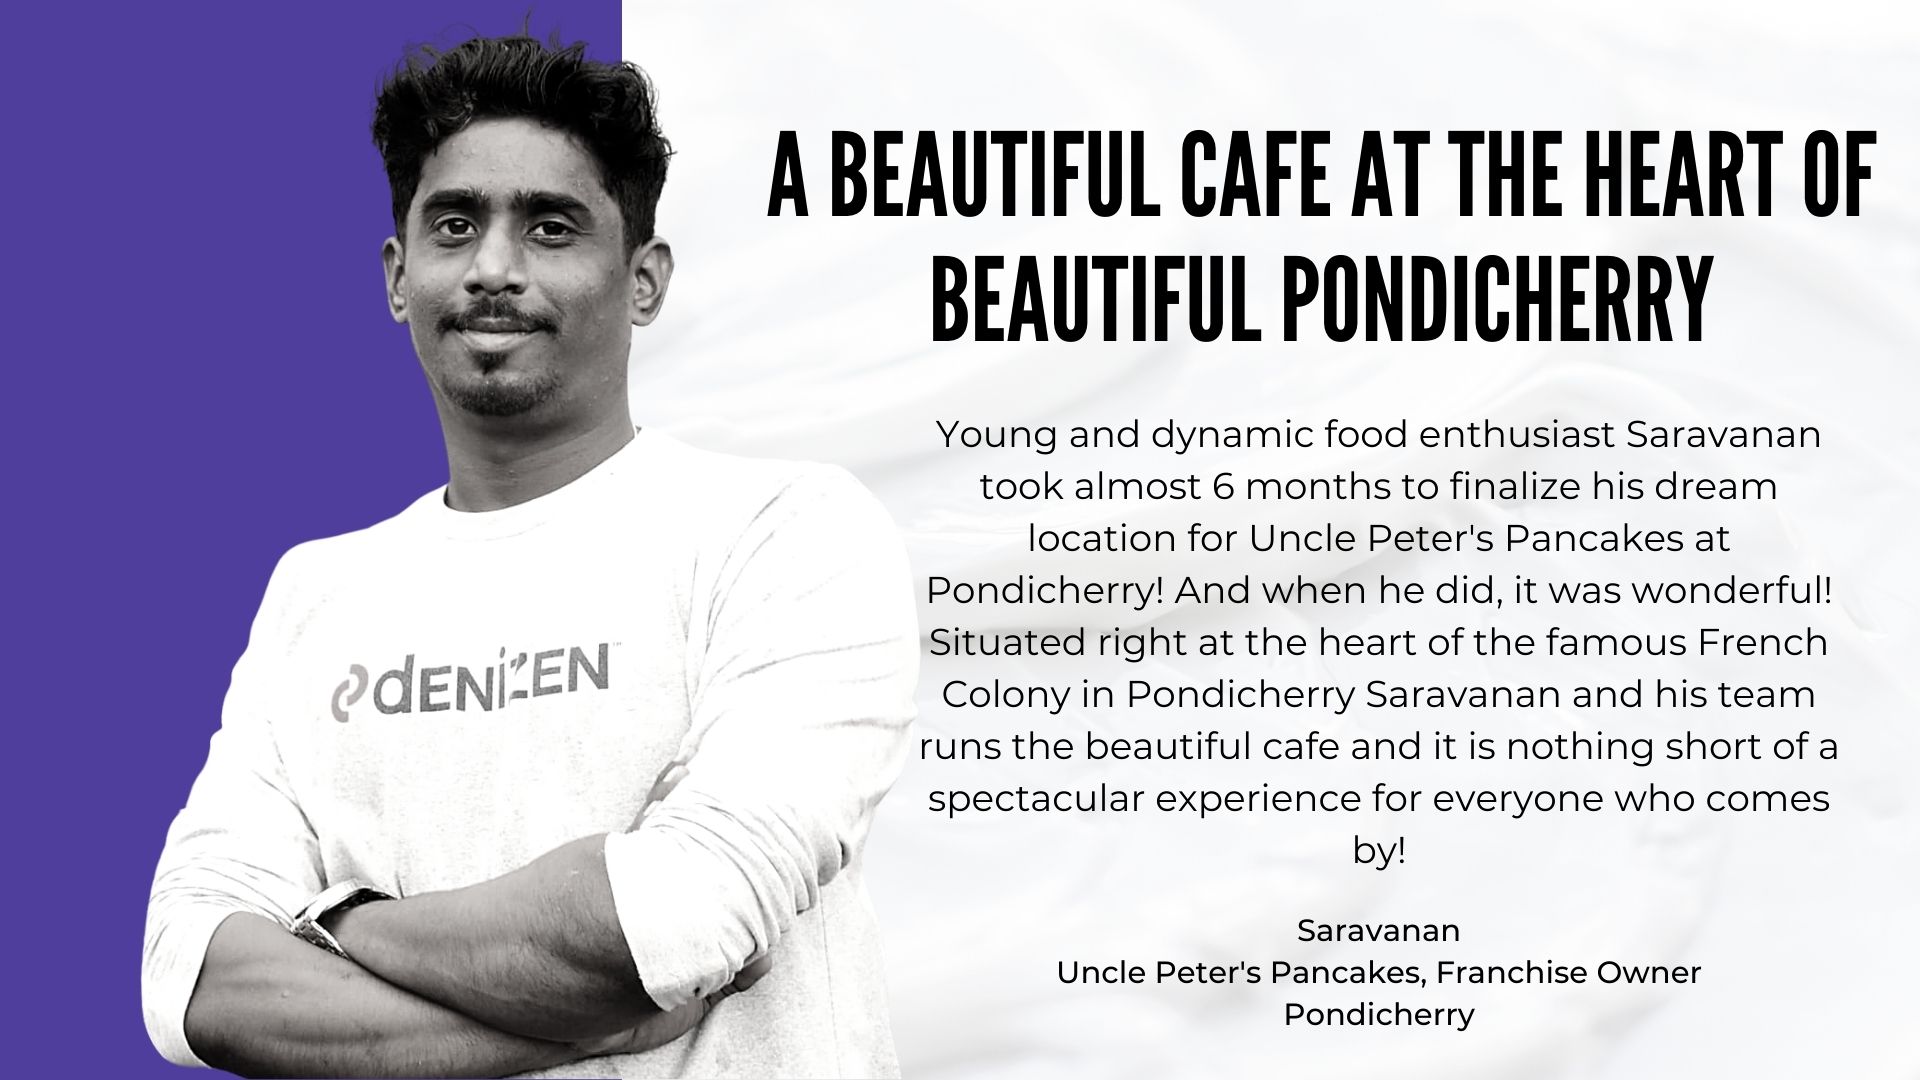 A BEAUTIFUL CAFE AT THE HEART OF
BEAUTIFUL PONDICHERRY
Young and dynamic food enthusiast Saravanan
took almost 6 months to finalize his dream
location for Uncle Peter's Pancakes at
Pondicherry! And when he did, it was wonderful!
Situated right at the heart of the famous French
Colony in Pondicherry Saravanan and his team
runs the beautiful cafe and it is nothing short of a
spectacular experience for everyone who comes
by!
Saravanan
Uncle Peter's Pancakes, Franchise Owner
Pondicherry
dENiZEN™